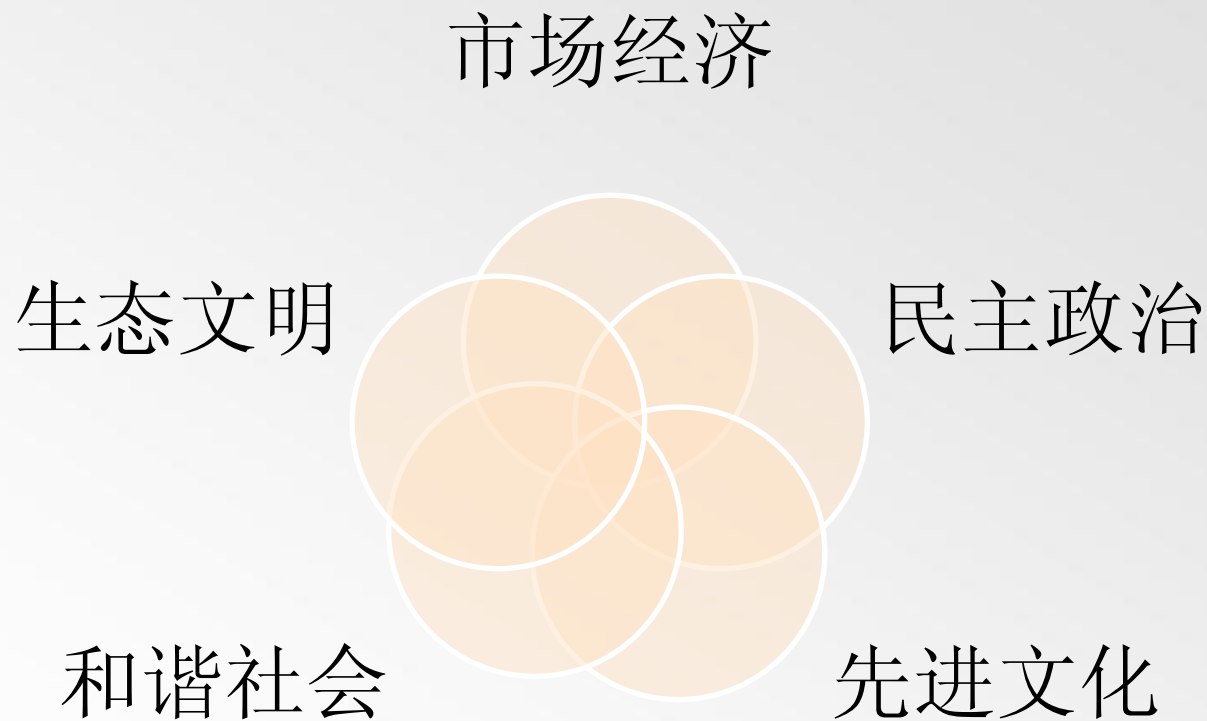 市场经济
生态文明
民主政治
和谐社会
先进文化